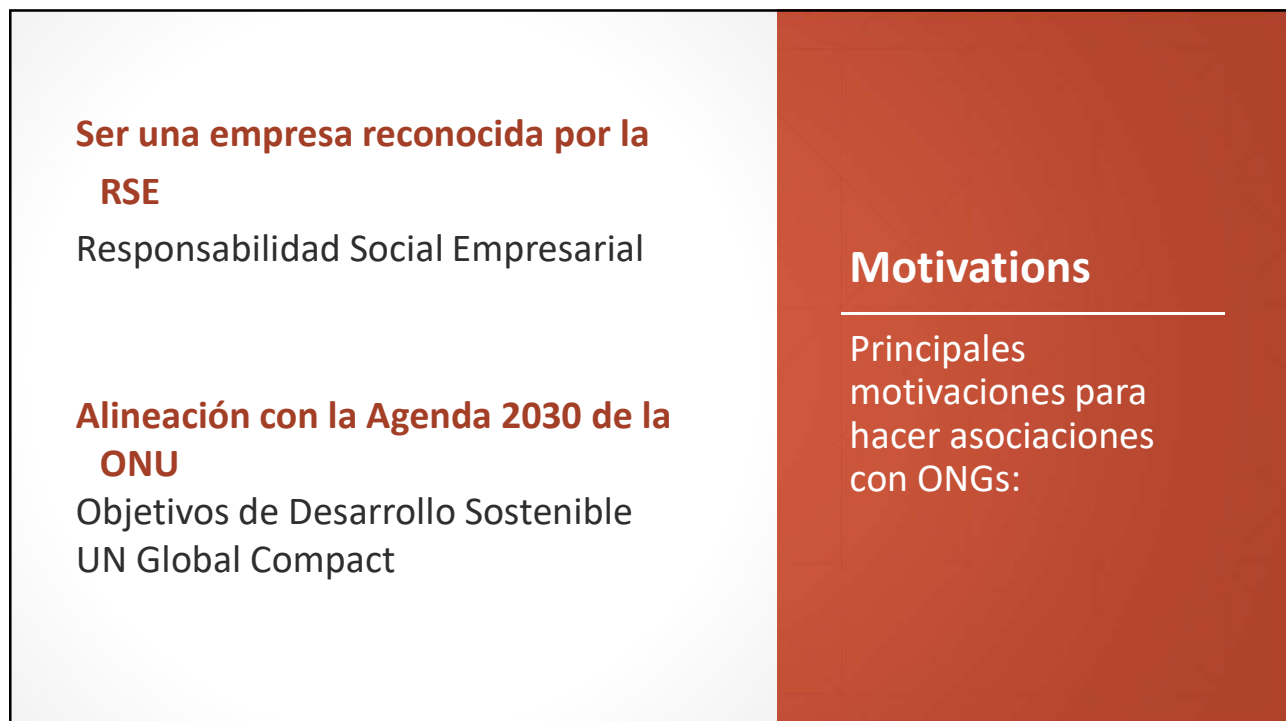 Ser una empresa reconocida por la
RSE
Responsabilidad Social Empresarial
Alineación con la Agenda 2030 de la
ONU
Objetivos de Desarrollo Sostenible
UN Global Compact
Motivations
Principales
motivaciones para
hacer asociaciones
con ONGs: